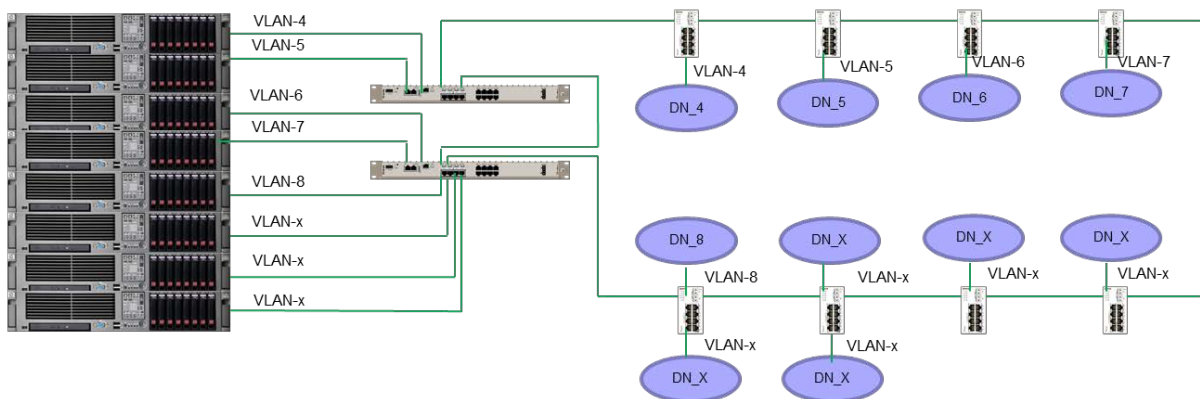 VLAN-4
VLAN-5
VLAN-6
VLAN-7
VLAN-8
VLAN-x
VLAN-x
VLAN-x
VLAN-4
VLAN-5
VLAN-6
VLAN-7
DN_4
DN_5
DN_6
DN_7
DN_8
DN_X
DN_X
DN_X
VLAN-8
VLAN-x
VLAN-x
VLAN-x
VLAN-x
VLAN-x
DN_X
DN_X